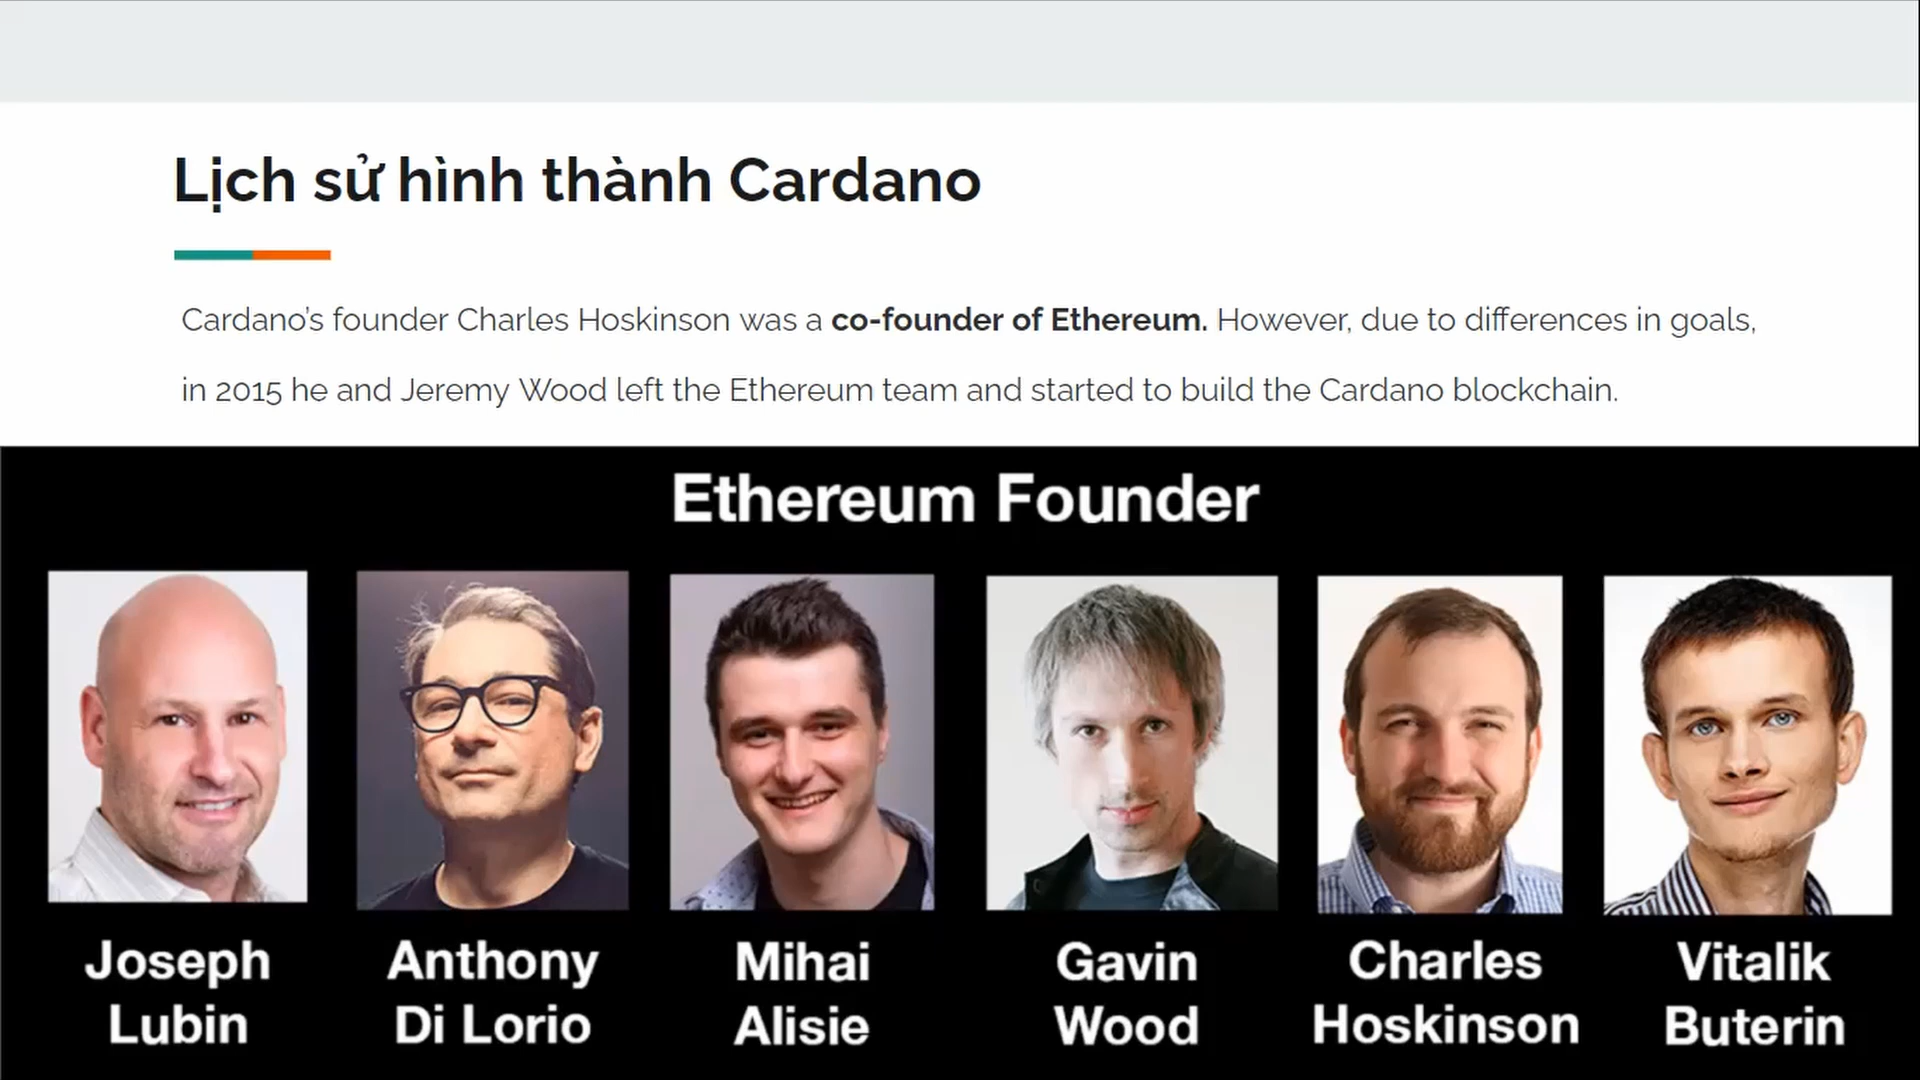 Lịch sử hình thành Cardano
Cardano’s founder Charles Hoskinson was a co-founder of Ethereum. However, due to differences in goals,
in 2015 he and Jeremy Wood left the Ethereum team and started to build the Cardano blockchain.
Ethereum Founder
Joseph
Lubin
Anthony
Di Lorio
Mihai
Alisie
Gavin
Wood
Charles
Hoskinson
Vitalik
Buterin